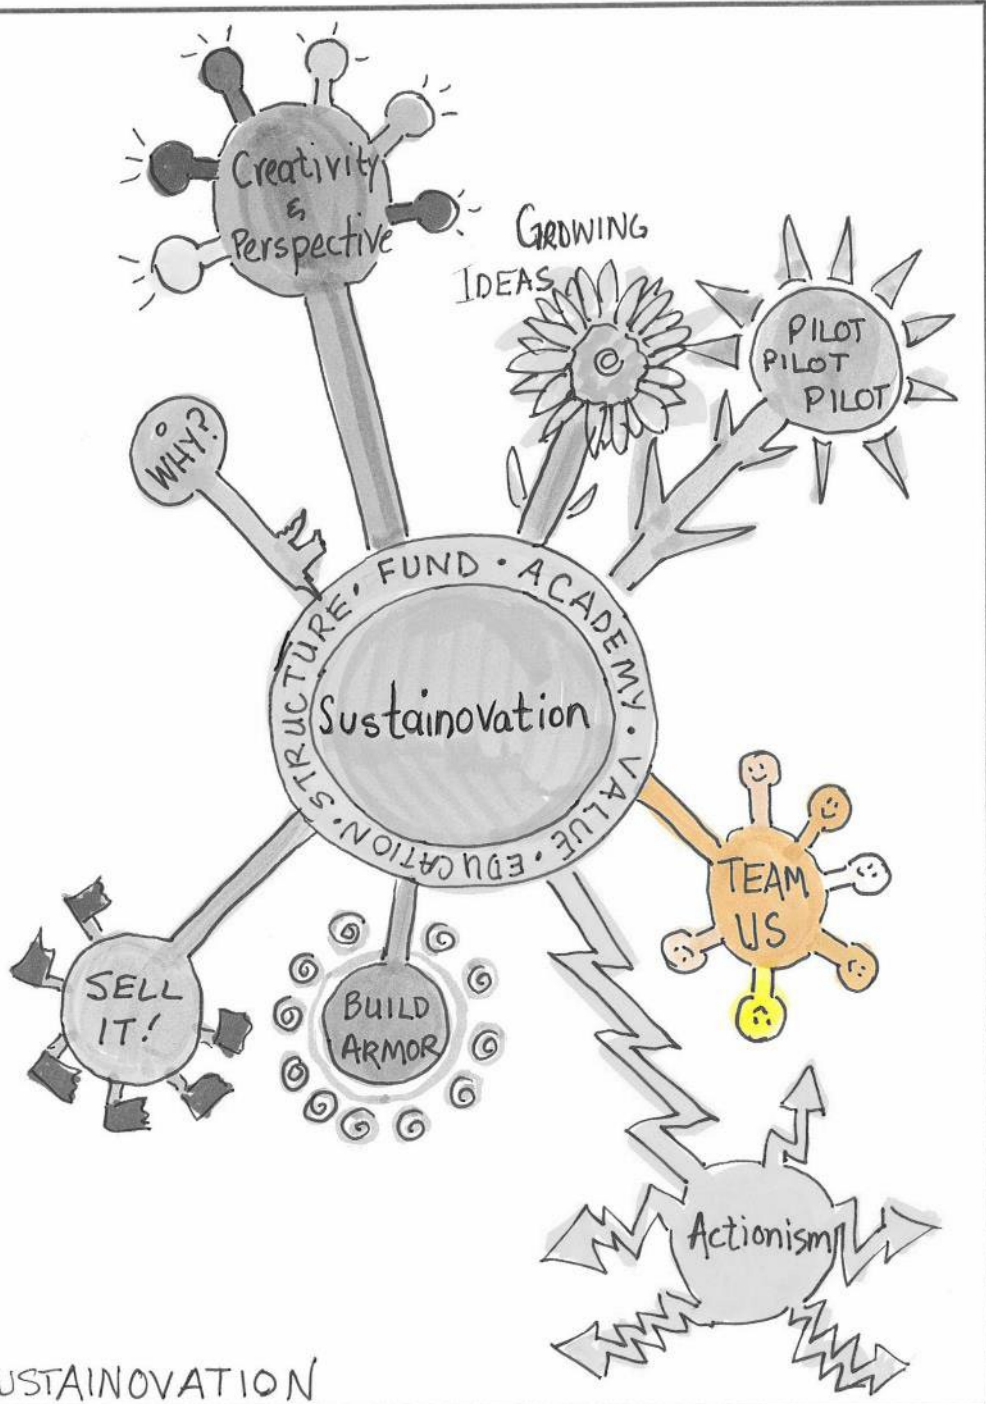 Creativity
&
Perspective
GROWING
IDEAS
PILOT
PILOT
PILOT
WHY?
STRUCTURE • FUND • ACADEMY • VALUE • EDUCATION •
Sustainovation
TEAM
US
SELL
IT!
BUILD
ARMOR
Actionism
USTAINOVATION